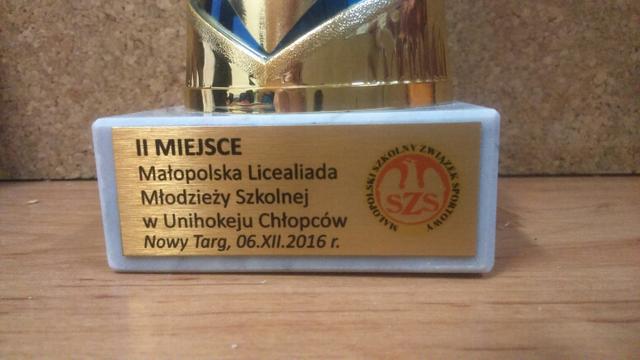 II MIEJSCE
Małopolska Licealiada
Młodzieży Szkolnej
w Unihokeju Chłopców
Nowy Targ, 06.XII.2016 r.
MAŁOPOLSKI SZKOLNY ZWIĄZEK SPORTOWY
SZS